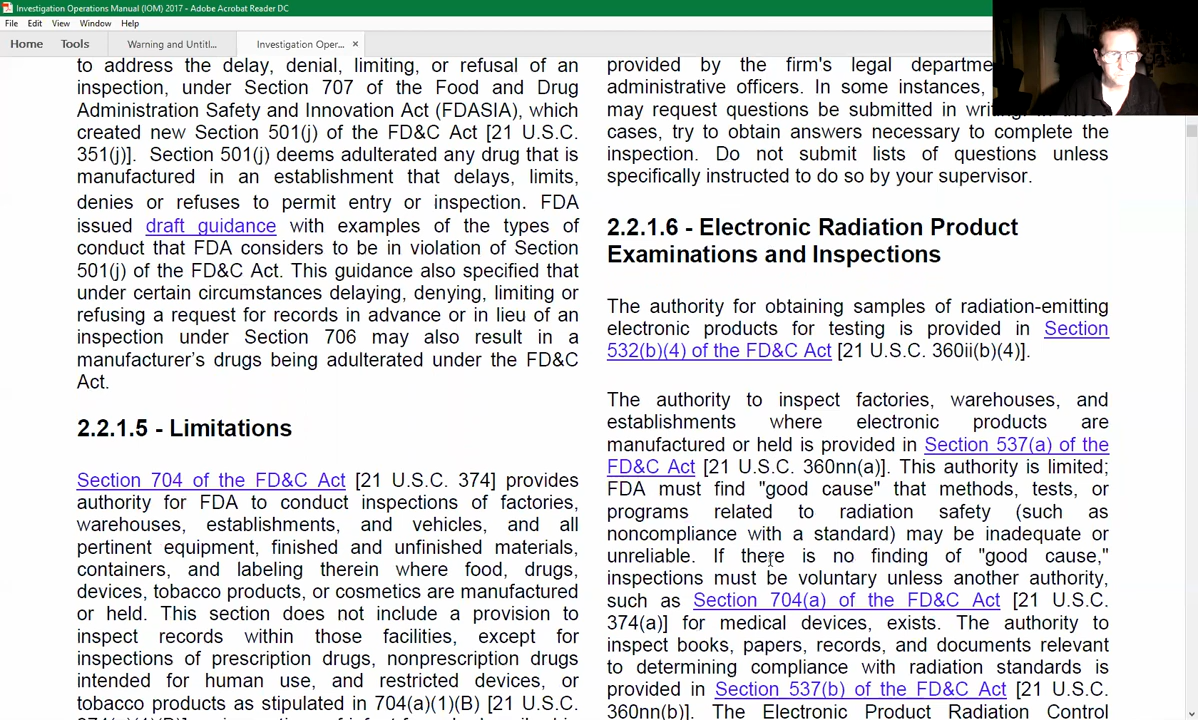 Investigation Operations Manual (IOM) 2017 - Adobe Acrobat Reader DC
File Edit View Window Help
Home Tools Warning and Untitl... Investigation Oper... ×
to address the delay, denial, limiting, or refusal of an
inspection, under Section 707 of the Food and Drug
Administration Safety and Innovation Act (FDASIA), which
created new Section 501(j) of the FD&C Act [21 U.S.C.
351(j)]. Section 501(j) deems adulterated any drug that is
manufactured in an establishment that delays, limits,
denies or refuses to permit entry or inspection. FDA
issued draft guidance with examples of the types of
conduct that FDA considers to be in violation of Section
501(j) of the FD&C Act. This guidance also specified that
under certain circumstances delaying, denying, limiting or
refusing a request for records in advance or in lieu of an
inspection under Section 706 may also result in a
manufacturer's drugs being adulterated under the FD&C
Act.
2.2.1.5 - Limitations
Section 704 of the FD&C Act [21 U.S.C. 374] provides
authority for FDA to conduct inspections of factories,
warehouses, establishments, and vehicles, and all
pertinent equipment, finished and unfinished materials,
containers, and labeling therein where food, drugs,
devices, tobacco products, or cosmetics are manufactured
or held. This section does not include a provision to
inspect records within those facilities, except for
inspections of prescription drugs, nonprescription drugs
intended for human use, and restricted devices, or
tobacco products as stipulated in 704(a)(1)(B) [21 U.S.C.
provided by the firm's legal
administrative officers. In some instances,
may request questions be submitted in
cases, try to obtain answers necessary to complete the
inspection. Do not submit lists of questions unless
specifically instructed to do so by your supervisor.
2.2.1.6 - Electronic Radiation Product
Examinations and Inspections
The authority for obtaining samples of radiation-emitting
electronic products for testing is provided in Section
532(b)(4) of the FD&C Act [21 U.S.C. 360ii(b)(4)].
The authority to inspect factories, warehouses, and
establishments where electronic products are
manufactured or held is provided in Section 537(a) of the
FD&C Act [21 U.S.C. 360nn(a)]. This authority is limited;
FDA must find "good cause" that methods, tests, or
programs related to radiation safety (such as
noncompliance with a standard) may be inadequate or
unreliable. If there is no finding of "good cause,"
inspections must be voluntary unless another authority,
such as Section 704(a) of the FD&C Act [21 U.S.C.
374(a)] for medical devices, exists. The authority to
inspect books, papers, records, and documents relevant
to determining compliance with radiation standards is
provided in Section 537(b) of the FD&C Act [21 U.S.C.
360nn(b)]. The Electronic Product Radiation Control